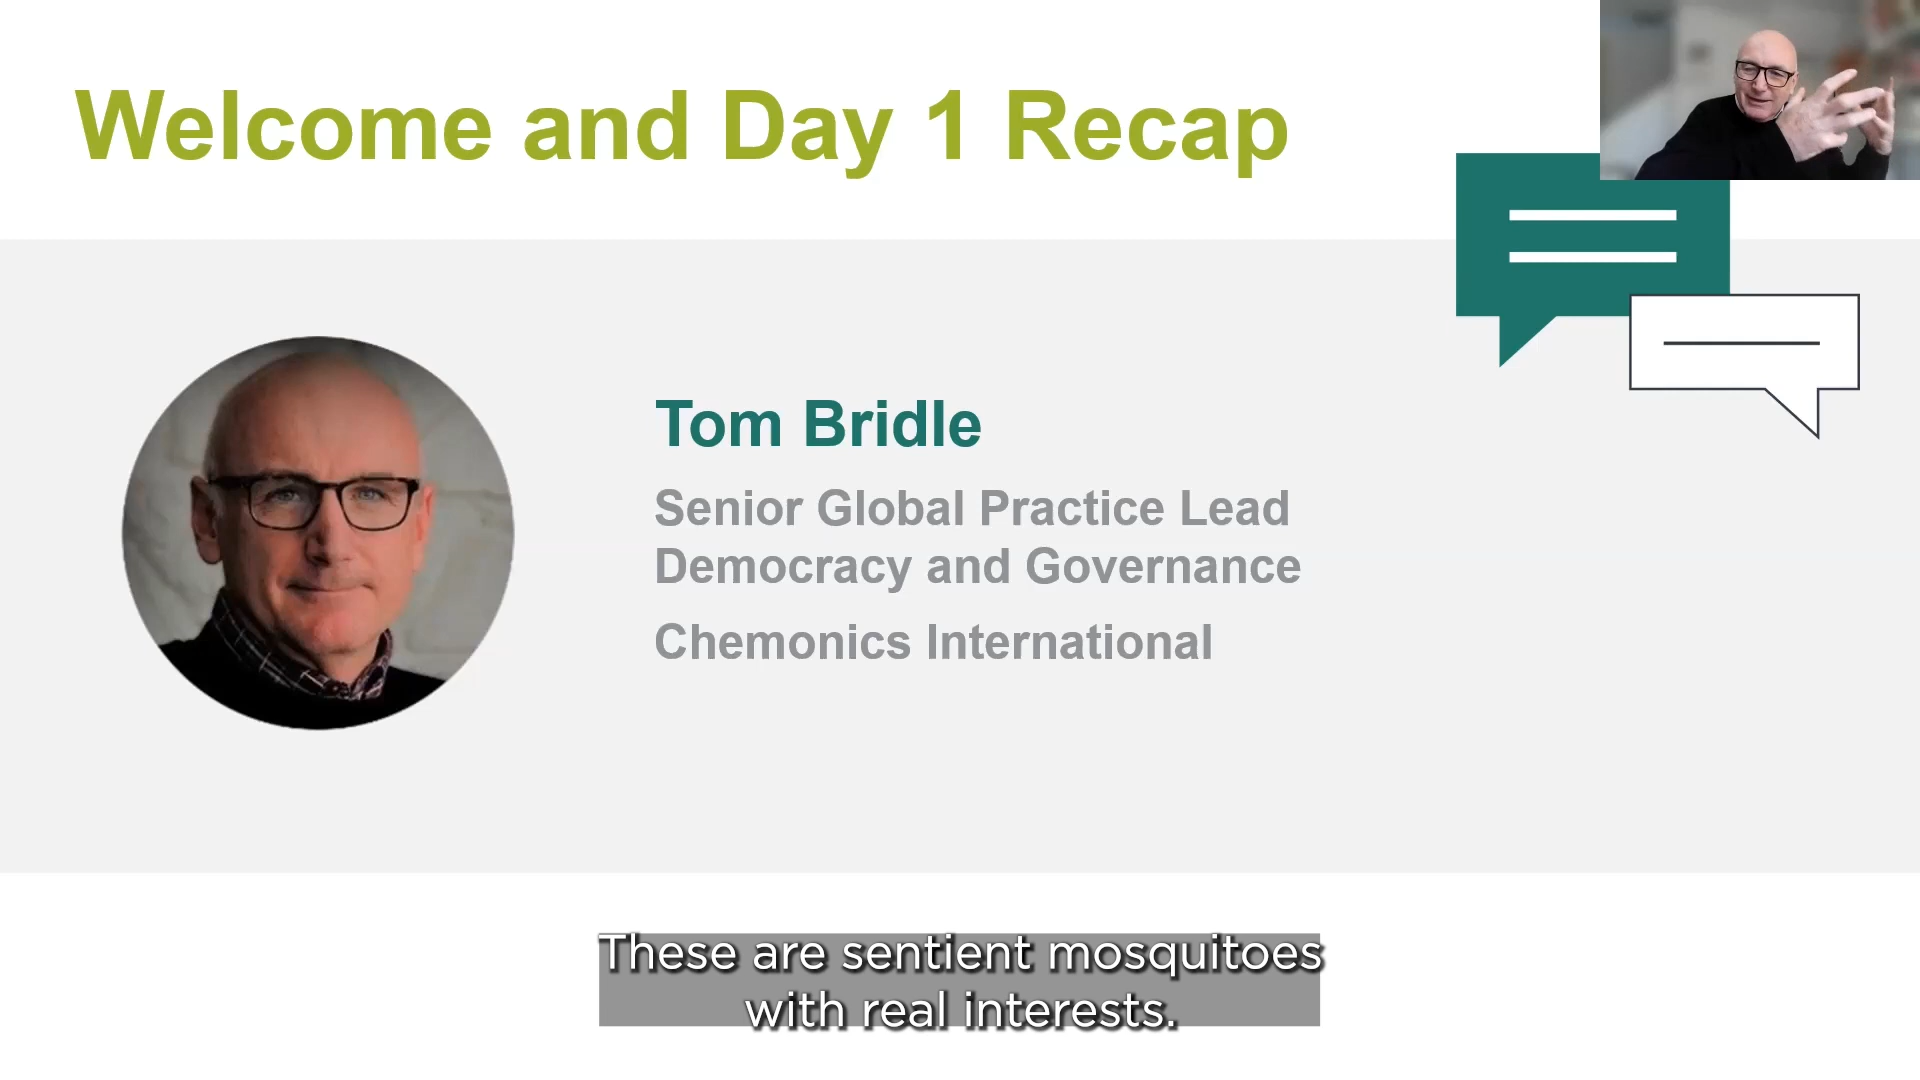 Welcome and Day 1 Recap
Tom Bridle
Senior Global Practice Lead
Democracy and Governance
Chemonics International
These are sentient mosquitoes
with real interests.